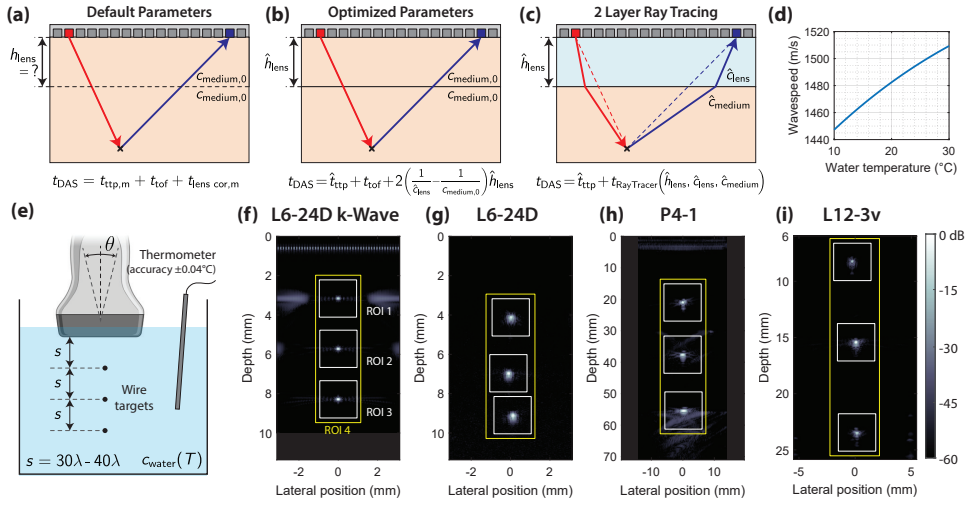 (a) Default Parameters
h_lens = ?
c_medium,0
c_medium,0
t_DAS = t_ttp,m + t_tof + t_lens cor,m
(b) Optimized Parameters
ĥ_lens
c_medium,0
c_medium,0
t_DAS = t̂_ttp + t_tof + 2(1/ĉ_lens - 1/c_medium,0)ĥ_lens
(c) 2 Layer Ray Tracing
ĥ_lens
ĉ_lens
ĉ_medium
t_DAS = t̂_ttp + t_RayTracer(ĥ_lens, ĉ_lens, ĉ_medium)
(d)
Wavespeed (m/s)
1520
1500
1480
1460
1440
10 20 30
Water temperature (°C)
(e)
θ
Thermometer
(accuracy ±0.04°C)
s
s
s
Wire
targets
s = 30λ - 40λ
c_water(T)
(f) L6-24D k-Wave
Depth (mm)
0
2
4
6
8
10
ROI 1
ROI 2
ROI 3
ROI 4
-2 0 2
Lateral position (mm)
(g) L6-24D
Depth (mm)
0
2
4
6
8
10
-2 0 2
Lateral position (mm)
(h) P4-1
Depth (mm)
0
10
20
30
40
50
60
70
-10 0 10
Lateral position (mm)
(i) L12-3v
Depth (mm)
6
10
15
20
25
-5 0 5
Lateral position (mm)
0 dB
-15
-30
-45
-60